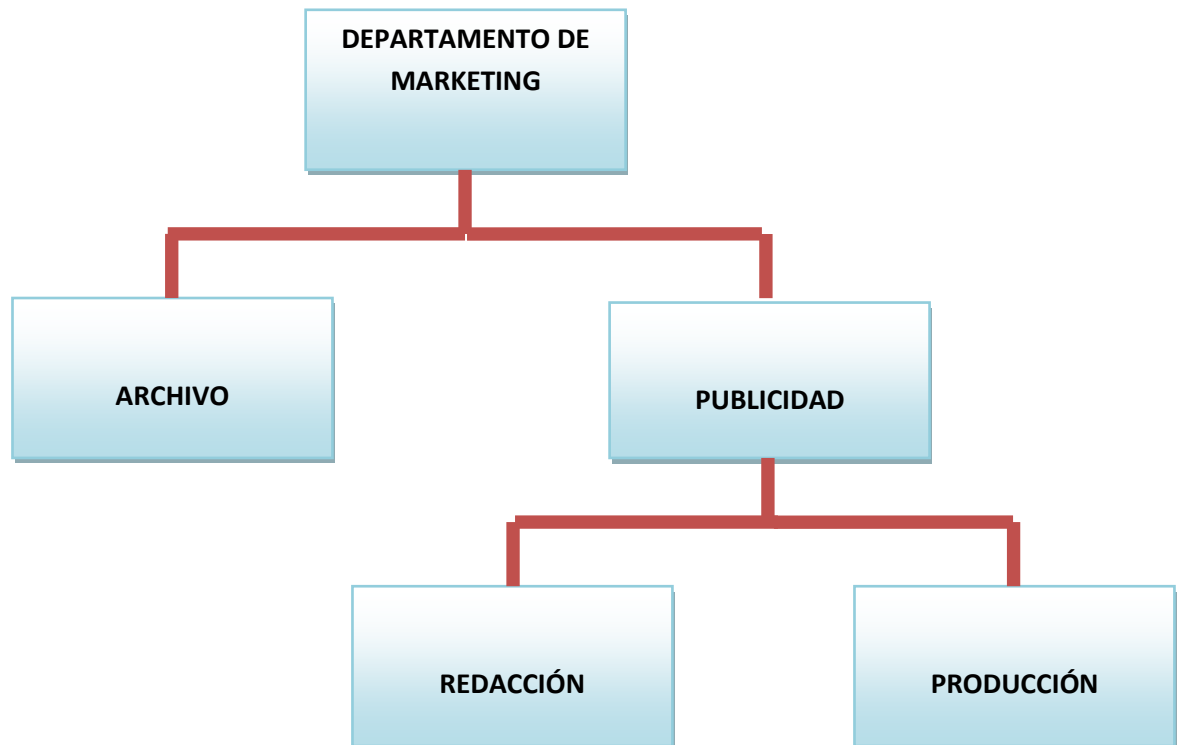 DEPARTAMENTO DE
MARKETING
ARCHIVO
PUBLICIDAD
REDACCIÓN
PRODUCCIÓN